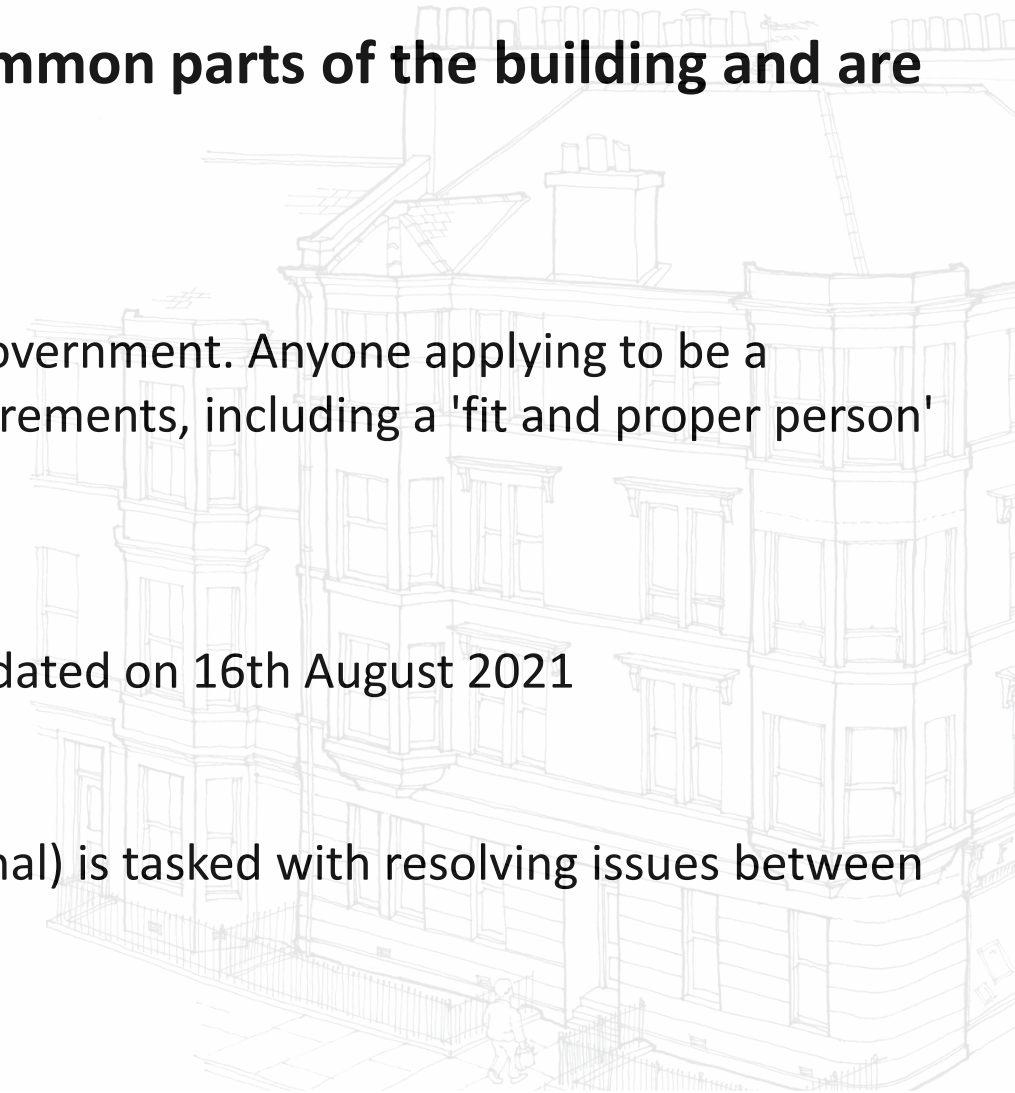 mmon parts of the building and are
overnment. Anyone applying to be a
rements, including a 'fit and proper person'
dated on 16th August 2021
nal) is tasked with resolving issues between